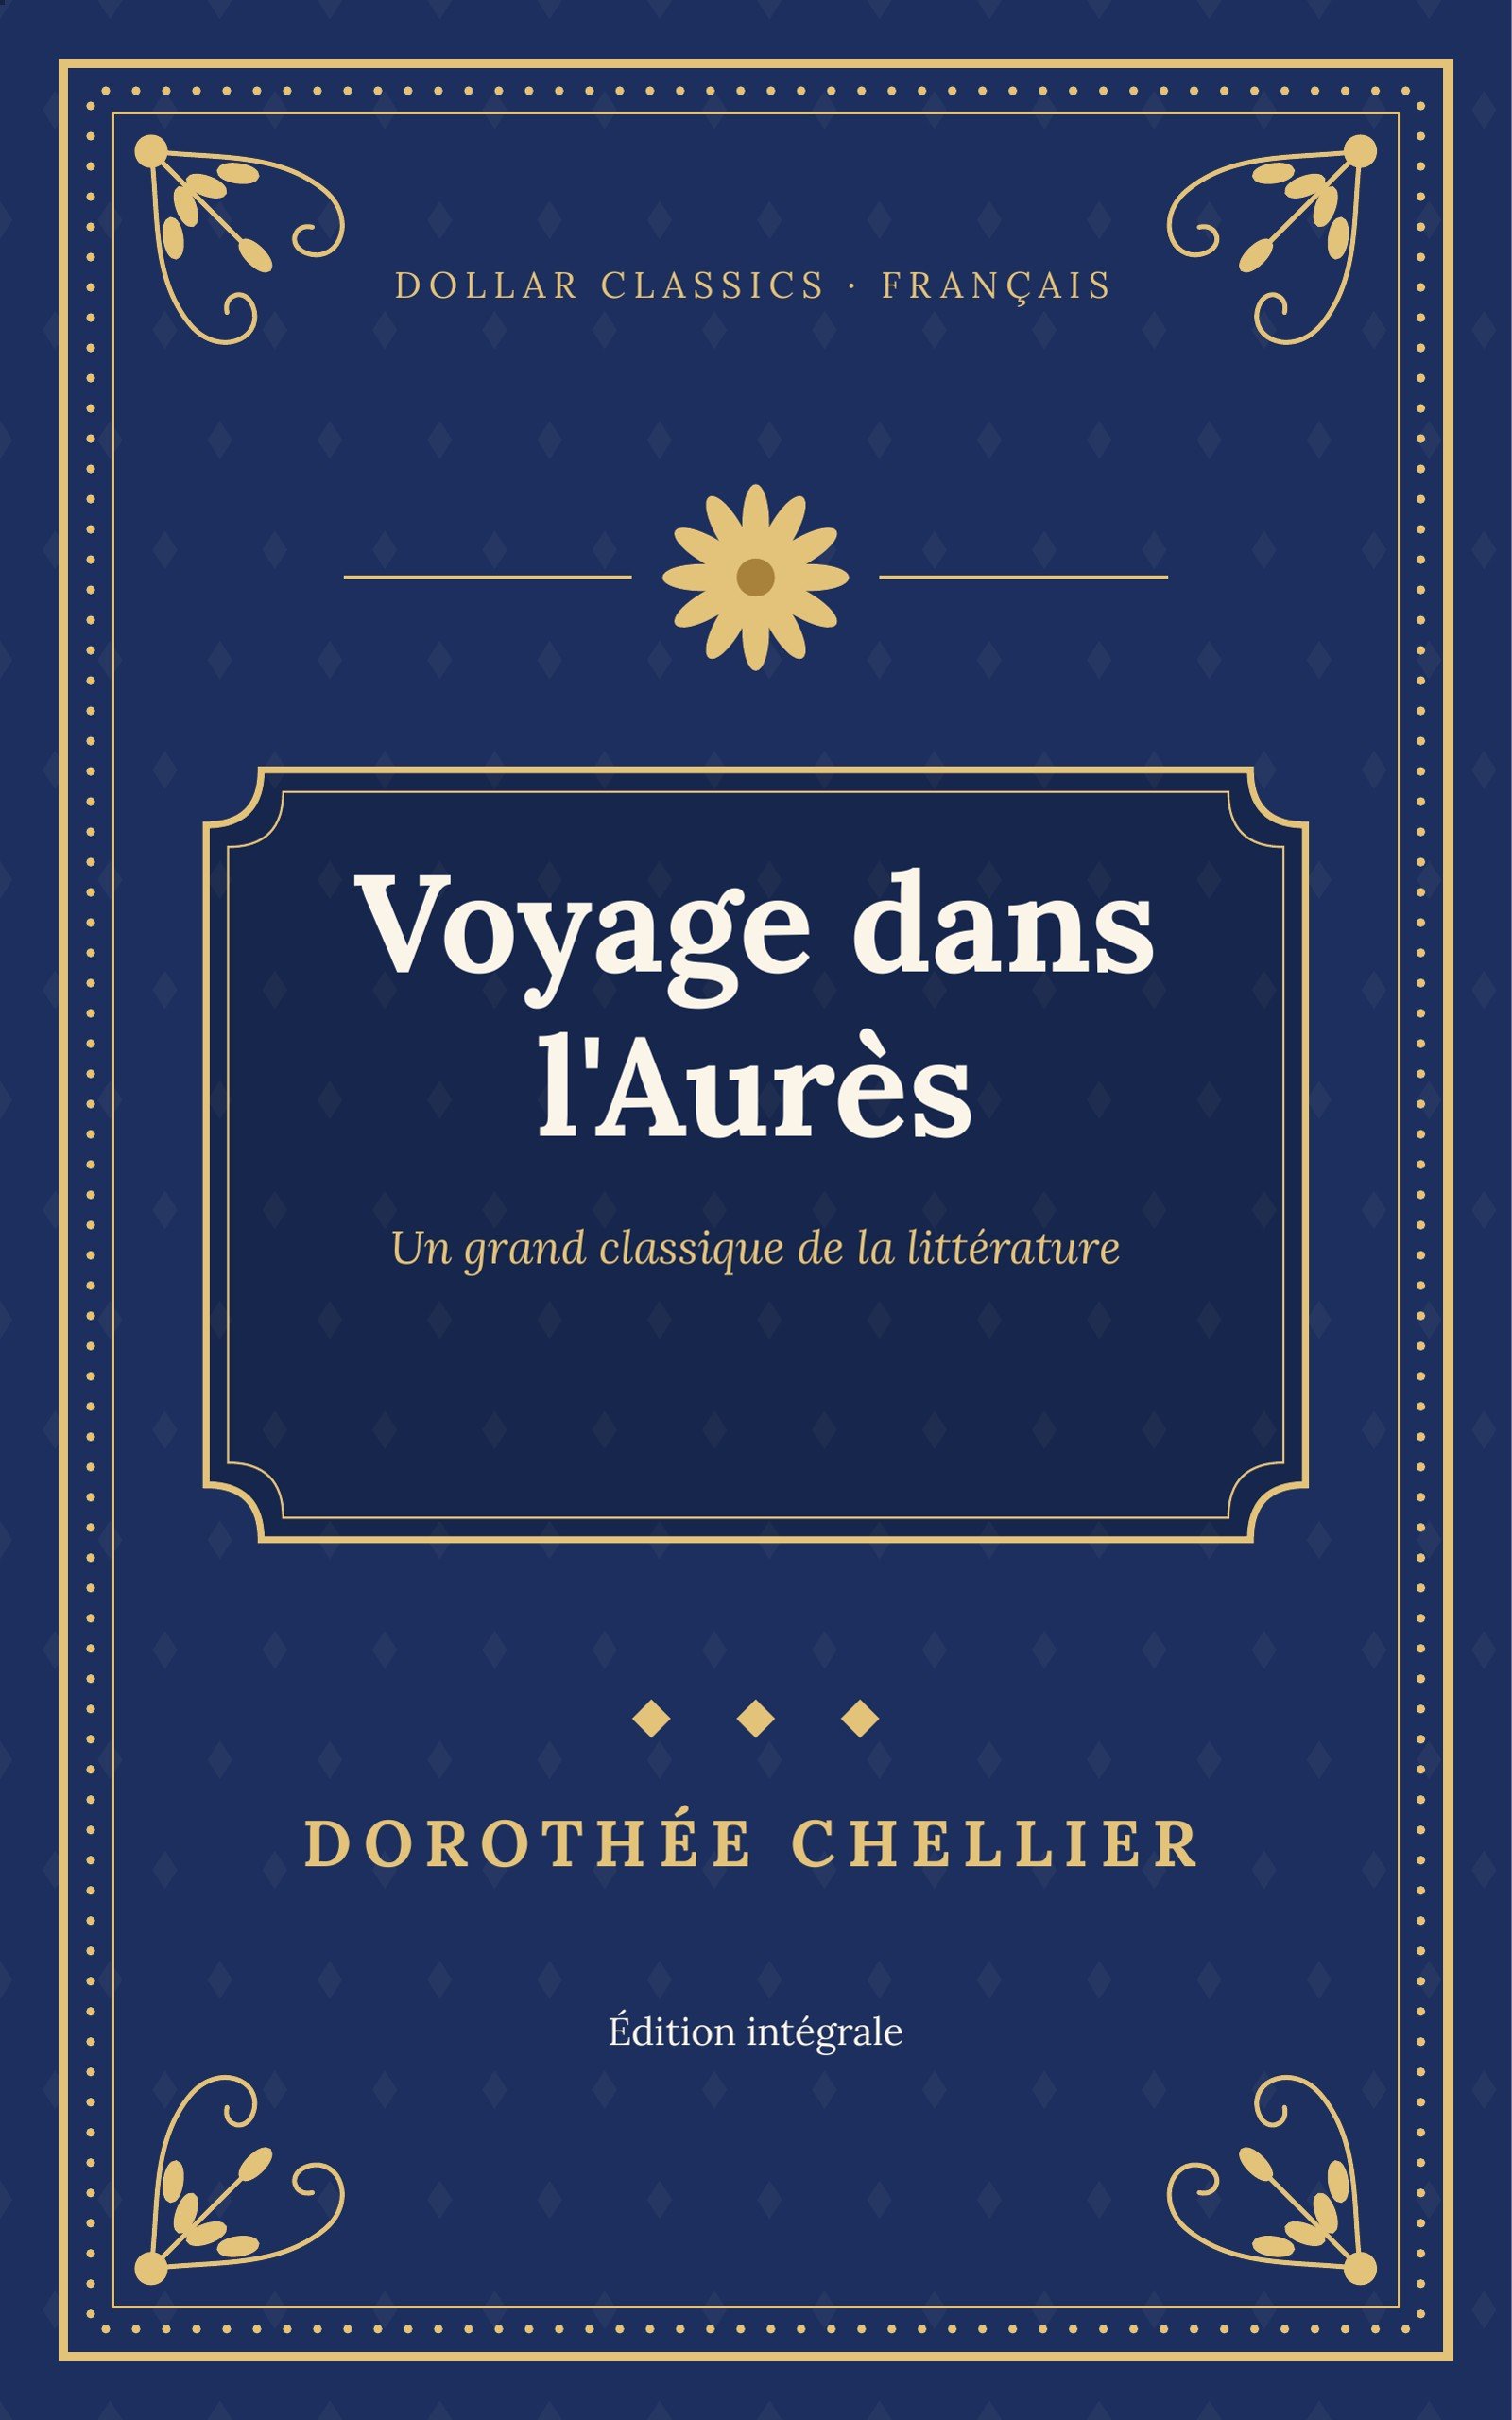 DOLLAR CLASSICS · FRANÇAIS
Voyage dans
l'Aurès
Un grand classique de la littérature
DOROTHÉE CHELLIER
Édition intégrale